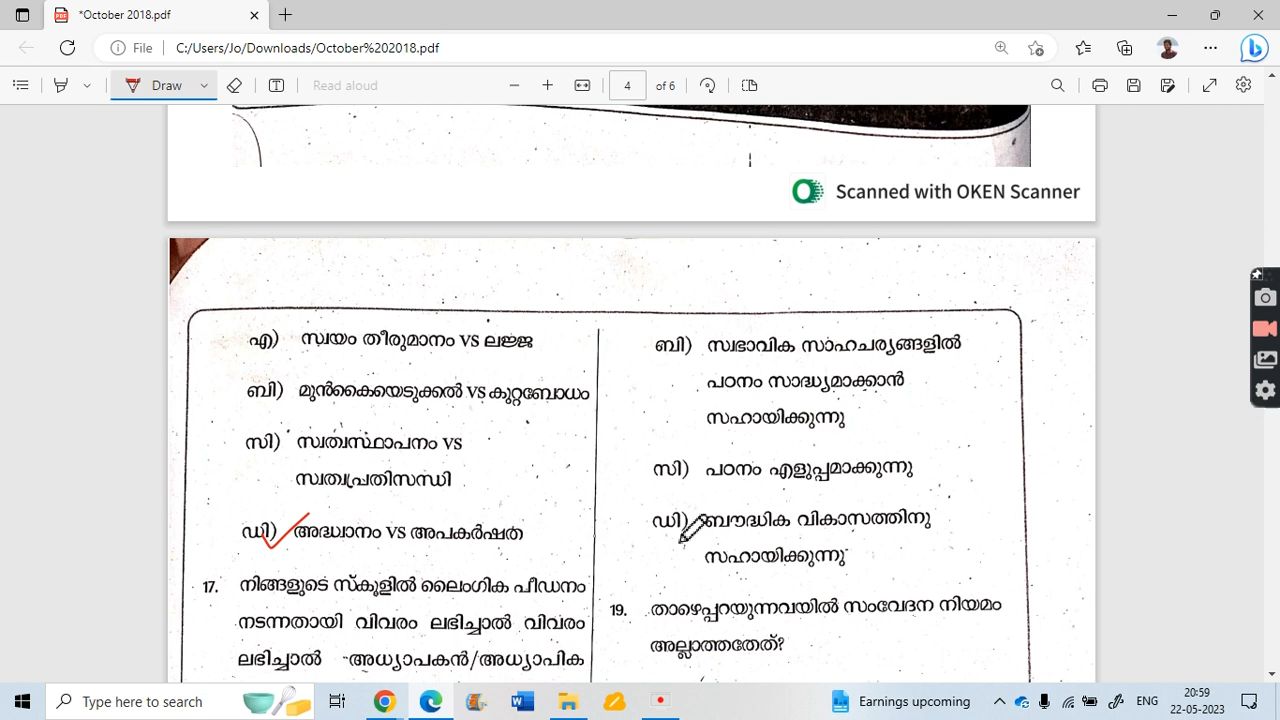 *October 2018.pdf
File
C:/Users/Jo/Downloads/October%202018.pdf
Draw
Read aloud
4
of 6
Scanned with OKEN Scanner
എ) സ്വയം തീരുമാനം VS ലജ്ജ
ബി) മുൻകൈയെടുക്കൽ VS കുറ്റബോധം
സി) സ്വത്വസ്ഥാപനം VS
സ്വത്വപ്രതിസന്ധി
ഡി) അദ്ധ്വാനം VS അപകർഷത
17. നിങ്ങളുടെ സ്കൂളിൽ ലൈംഗിക പീഡനം
നടന്നതായി വിവരം ലഭിച്ചാൽ വിവരം
ലഭിച്ചാൽ അധ്യാപകൻ/അധ്യാപിക
ബി) സ്വഭാവിക സാഹചര്യങ്ങളിൽ
പഠനം സാദ്ധ്യമാക്കാൻ
സഹായിക്കുന്നു
സി) പഠനം എളുപ്പമാക്കുന്നു
ഡി) ബൗദ്ധിക വികാസത്തിനു
സഹായിക്കുന്നു
19. താഴെപ്പറയുന്നവയിൽ സംവേദന നിയമം
അല്ലാത്തതേത്?
Type here to search
Earnings upcoming
ENG
20:59
22-05-2023